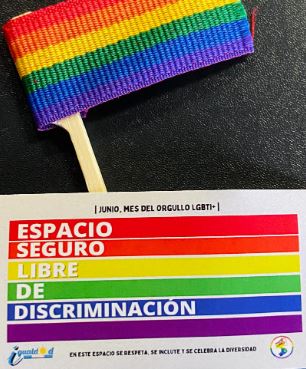 | JUNIO, MES DEL ORGULLO LGBTI+ |
ESPACIO
SEGURO
LIBRE
DE
DISCRIMINACIÓN
igualdad
EN ESTE ESPACIO SE RESPETA, SE INCLUYE Y SE CELEBRA LA DIVERSIDAD